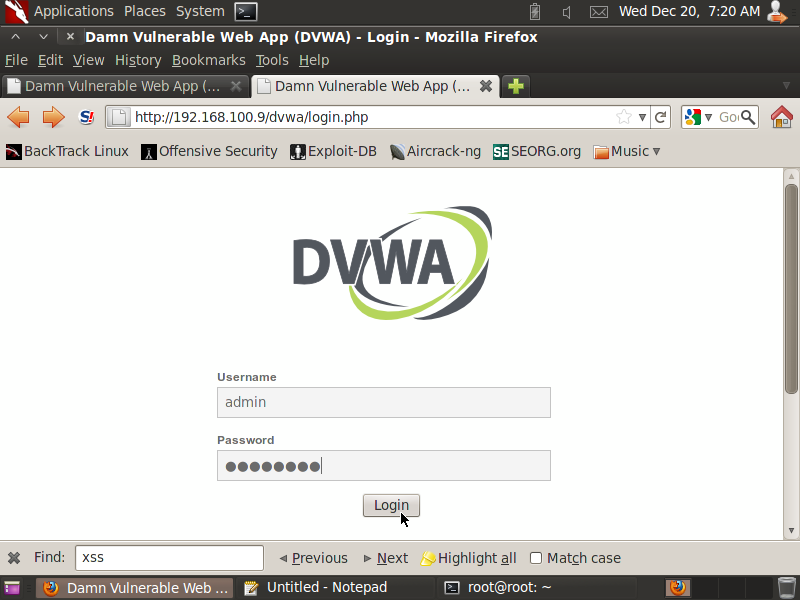 Applications Places System Wed Dec 20, 7:20 AM
Damn Vulnerable Web App (DVWA) - Login - Mozilla Firefox
File Edit View History Bookmarks Tools Help
Damn Vulnerable Web App (... Damn Vulnerable Web App (...
http://192.168.100.9/dvwa/login.php Goo
BackTrack Linux Offensive Security Exploit-DB Aircrack-ng SEORG.org Music
DVWA
Username
admin
Password
Login
Find: xss Previous Next Highlight all Match case
Damn Vulnerable Web ... Untitled - Notepad root@root: ~